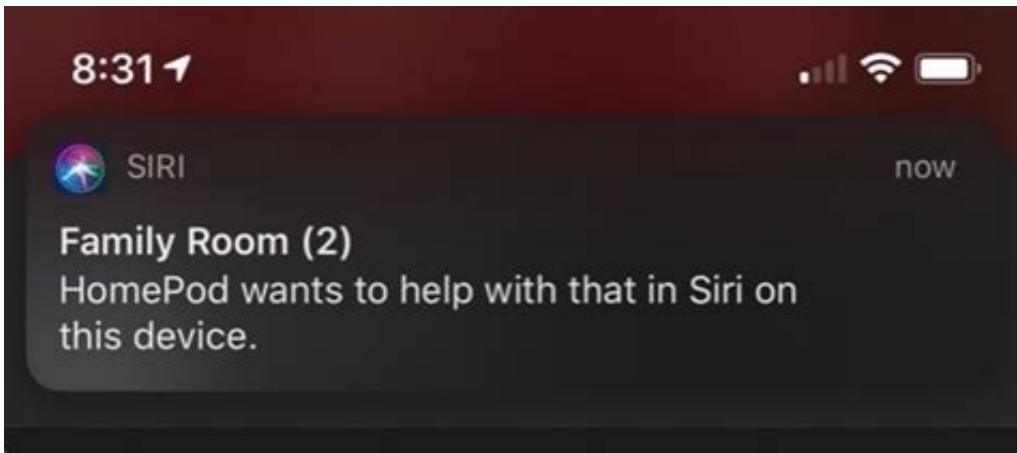 8:31
SIRI
now
Family Room (2)
HomePod wants to help with that in Siri on
this device.